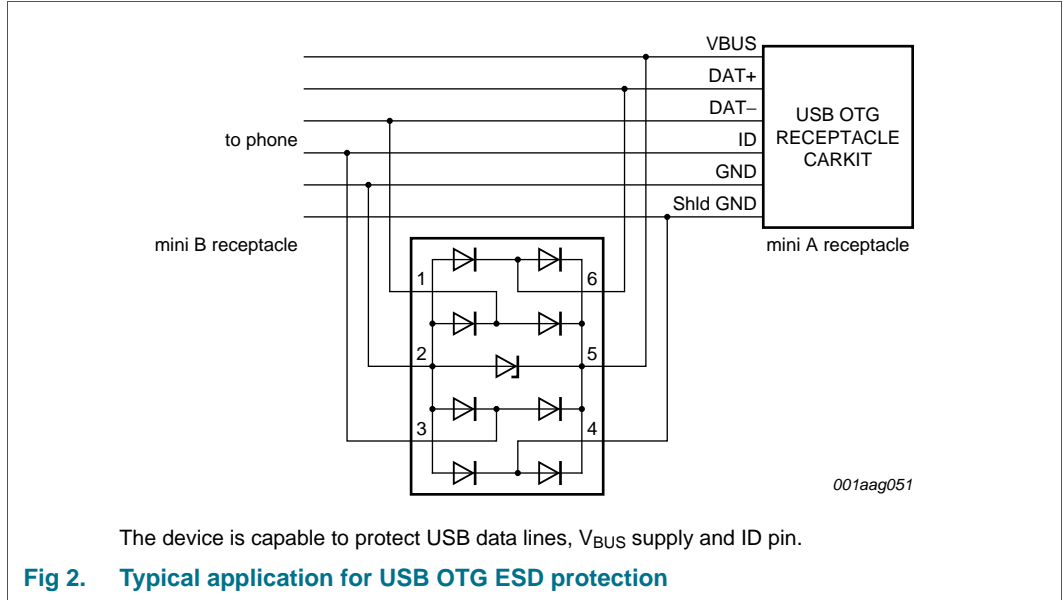 VBUS
DAT+
DAT−
to phone
ID
GND
Shld GND
USB OTG
RECEPTACLE
CARKIT
mini B receptacle
mini A receptacle
1
6
2
5
3
4
001aag051
The device is capable to protect USB data lines, VBUS supply and ID pin.
Fig 2. Typical application for USB OTG ESD protection